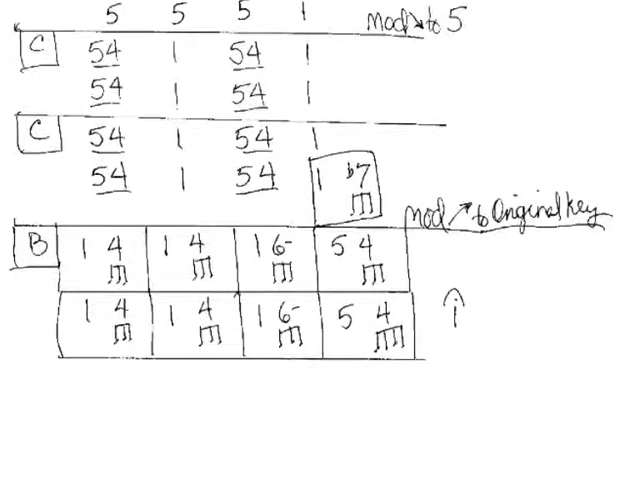 5 5 5 1 mod ↘ to 5
C 54 1 54 1
54 1 54 1
C 54 1 54 1
54 1 54 1 b7
mod ↗ to Original key
B 1 4 1 4 1 6- 5 4
1 4 1 4 1 6- 5 4